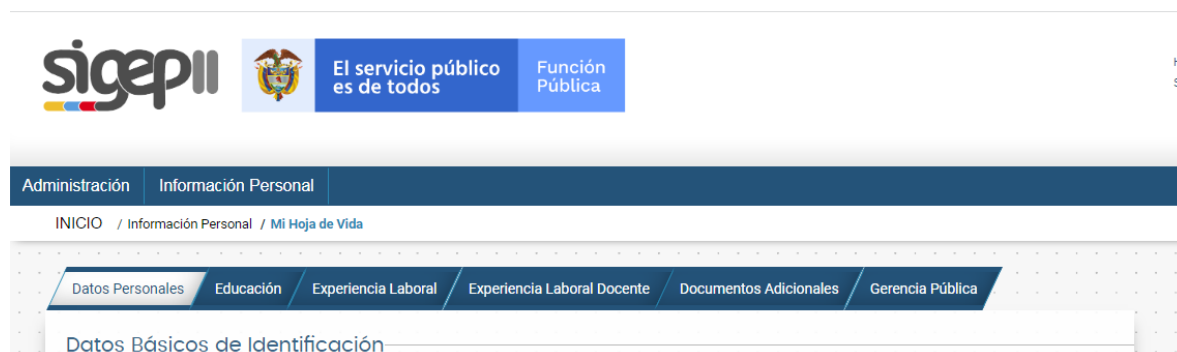 sigepII
El servicio público
es de todos
Función
Pública
Administración Información Personal
INICIO / Información Personal / Mi Hoja de Vida
Datos Personales Educación Experiencia Laboral Experiencia Laboral Docente Documentos Adicionales Gerencia Pública
Datos Básicos de Identificación